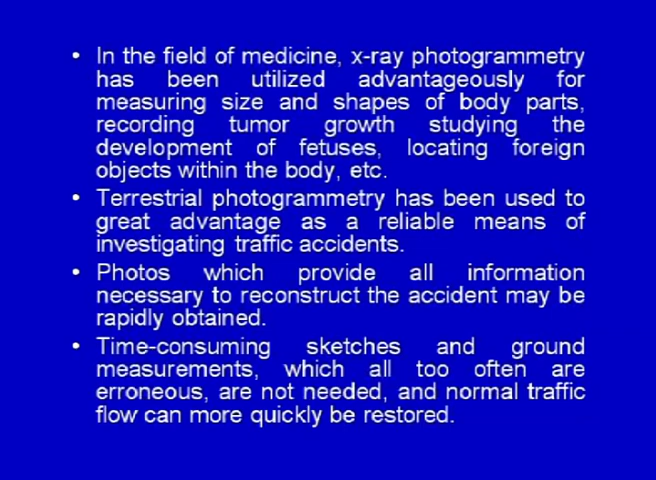 • In the field of medicine, x-ray photogrammetry
has been utilized advantageously for
measuring size and shapes of body parts,
recording tumor growth studying the
development of fetuses, locating foreign
objects within the body, etc.
• Terrestrial photogrammetry has been used to
great advantage as a reliable means of
investigating traffic accidents.
• Photos which provide all information
necessary to reconstruct the accident may be
rapidly obtained.
• Time-consuming sketches and ground
measurements, which all too often are
erroneous, are not needed, and normal traffic
flow can more quickly be restored.